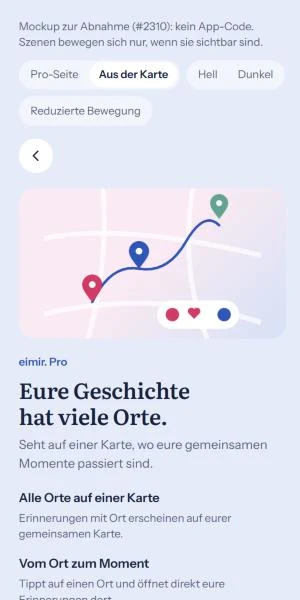 Mockup zur Abnahme (#2310): kein App-Code.
Szenen bewegen sich nur, wenn sie sichtbar sind.
Pro-Seite Aus der Karte Hell Dunkel
Reduzierte Bewegung
eimir. Pro
Eure Geschichte
hat viele Orte.
Seht auf einer Karte, wo eure gemeinsamen
Momente passiert sind.
Alle Orte auf einer Karte
Erinnerungen mit Ort erscheinen auf eurer
gemeinsamen Karte.
Vom Ort zum Moment
Tippt auf einen Ort und öffnet direkt eure
Erinnerungen dort.